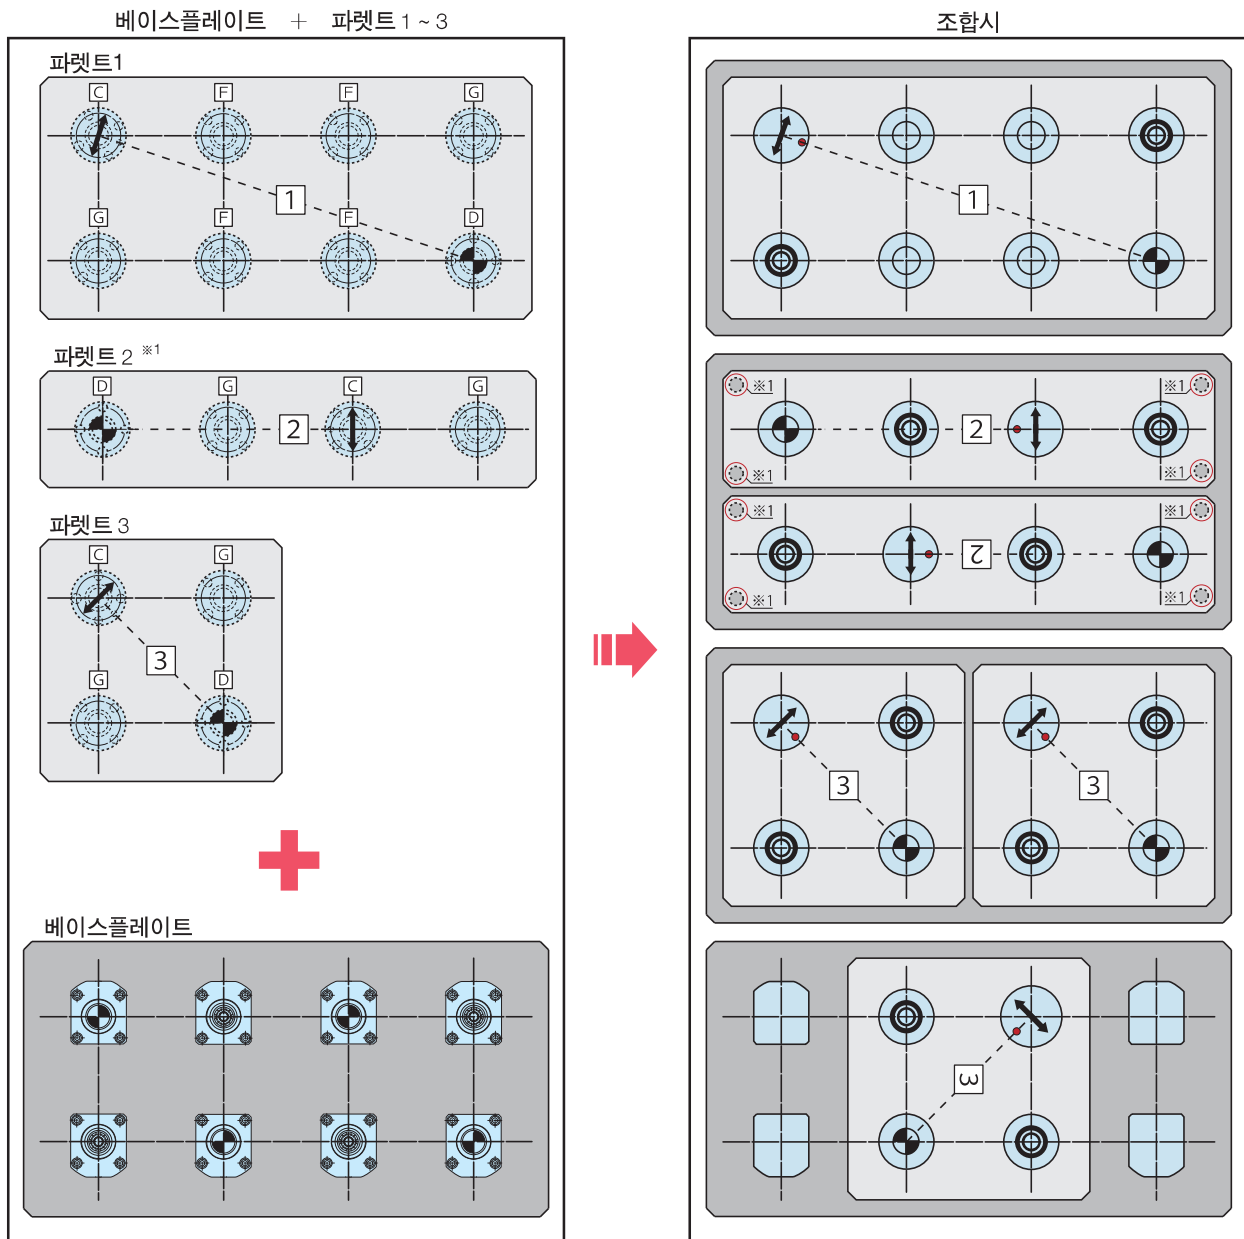 베이스플레이트 + 파렛트 1 ~ 3
조합시
파렛트1
C F F G
1
G F F D
파렛트 2 ※1
D G C G
2
파렛트 3
C G
3
G D
베이스플레이트
1
※1 ※1
2
※1 ※1
※1 ※1
2
※1 ※1
3 3
3